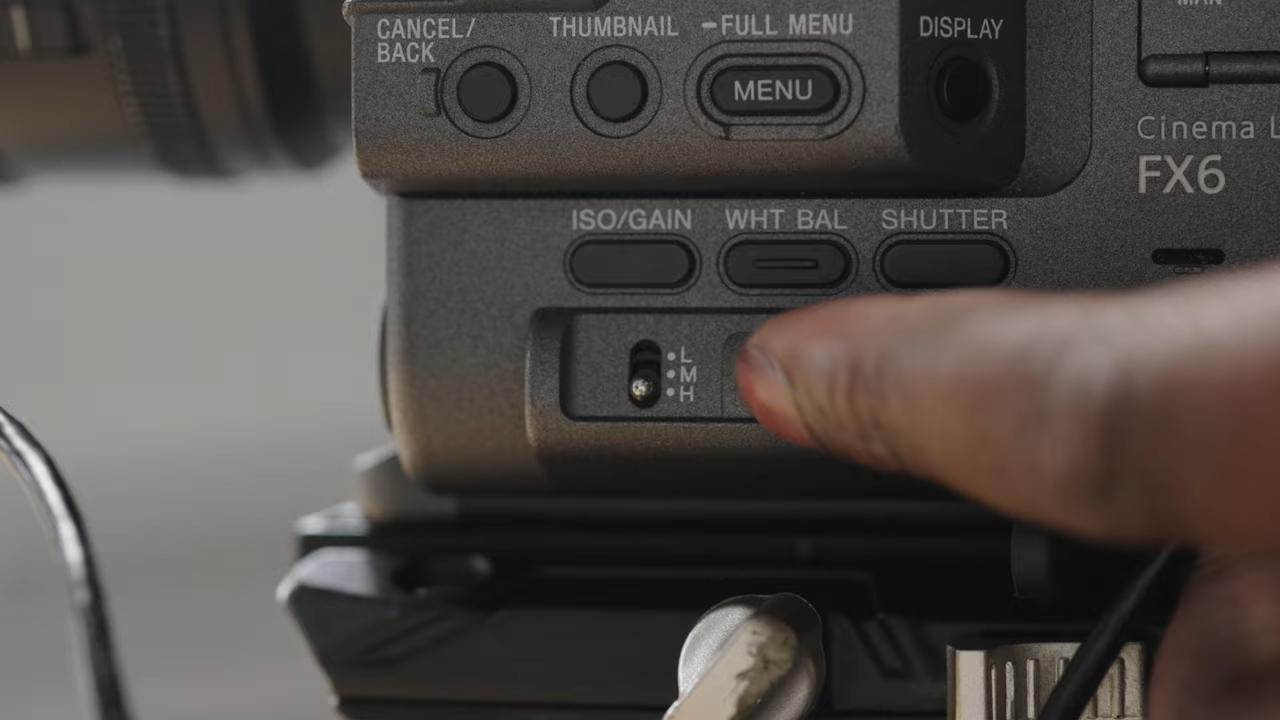 CANCEL/
BACK
THUMBNAIL
FULL MENU
DISPLAY
MENU
Cinema
FX6
ISO/GAIN
WHT BAL
SHUTTER
L
M
H